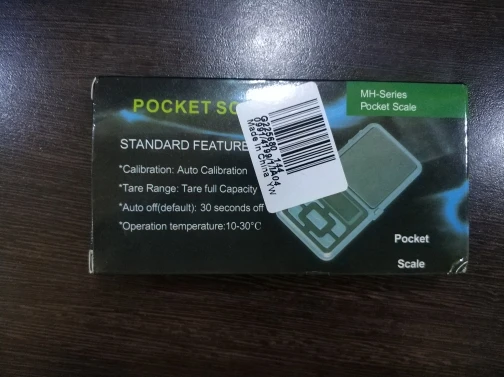 POCKET SC
MH-Series
Pocket Scale
STANDARD FEATURE
*Calibration: Auto Calibration
*Tare Range: Tare full Capacity
*Auto off(default): 30 seconds off
*Operation temperature:10-30°C
Made in China
Pocket
Scale